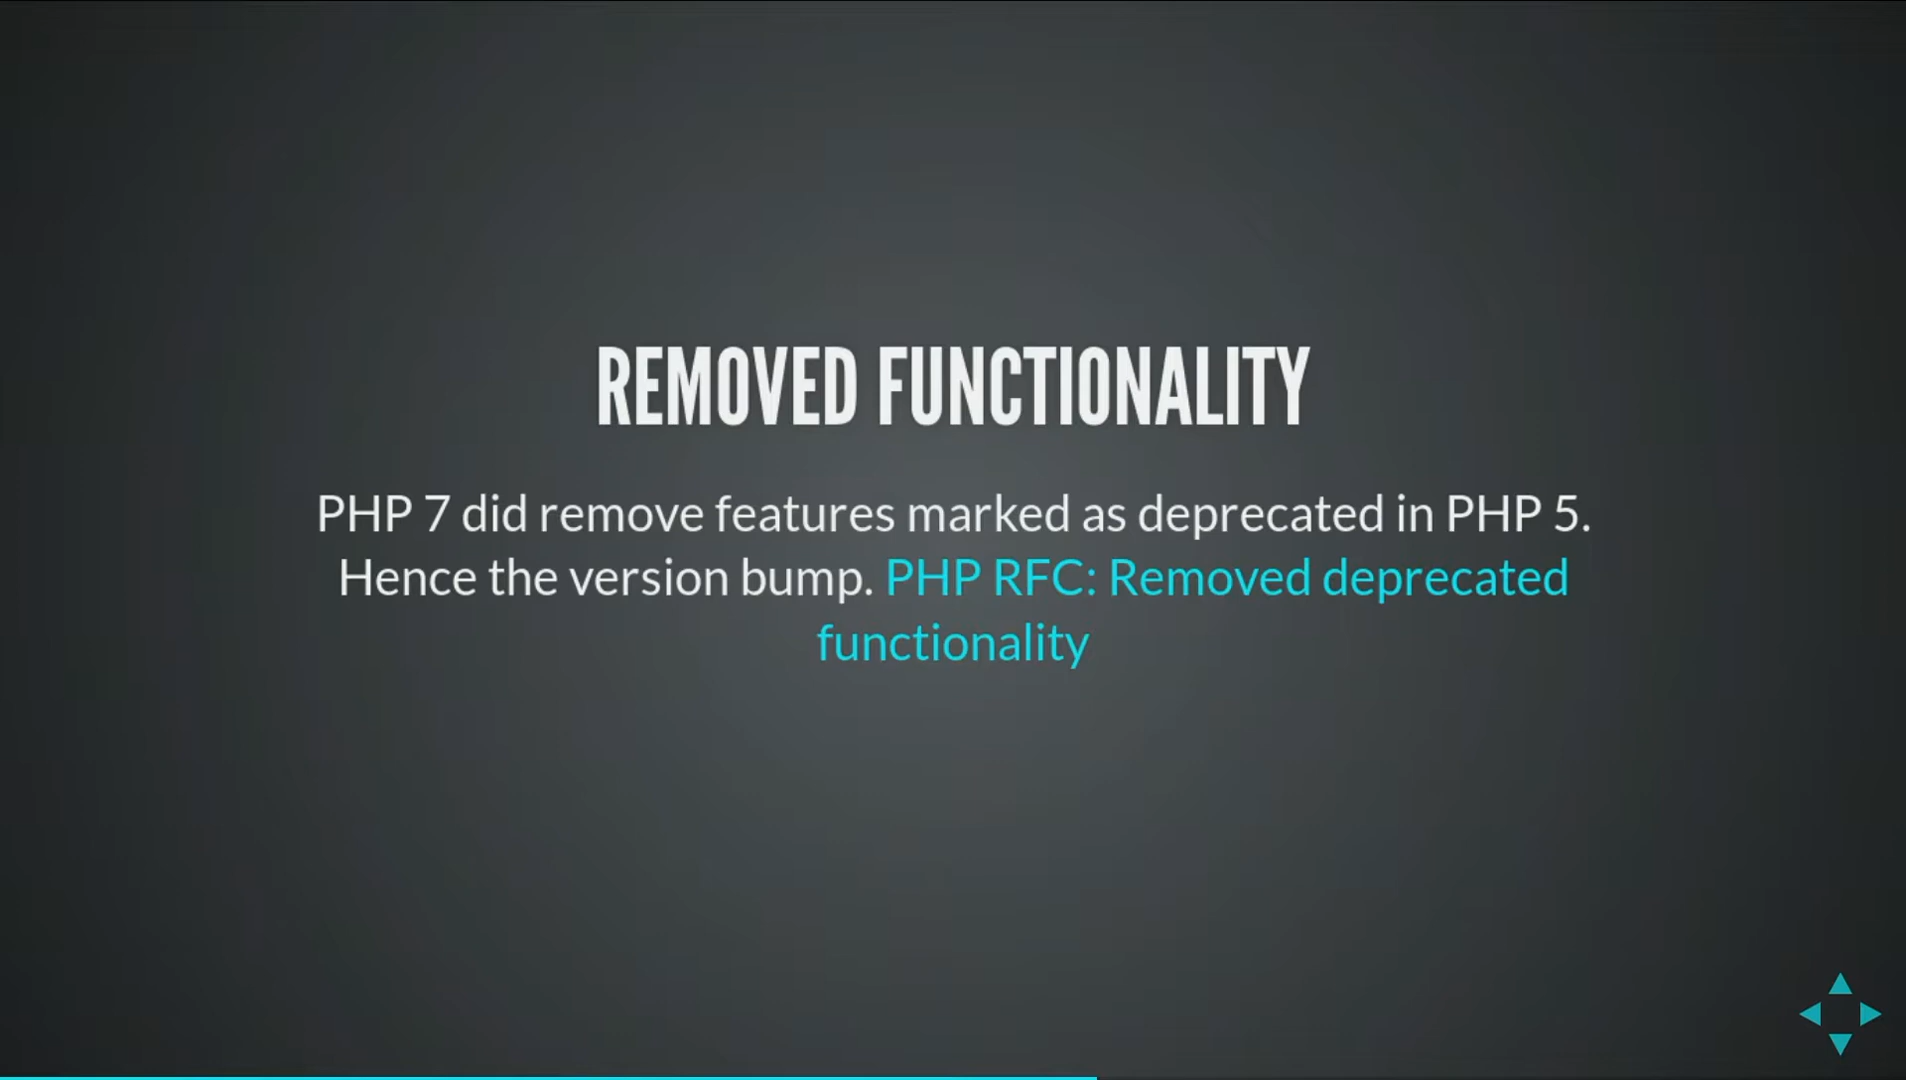 REMOVED FUNCTIONALITY
PHP 7 did remove features marked as deprecated in PHP 5.
Hence the version bump. PHP RFC: Removed deprecated
functionality